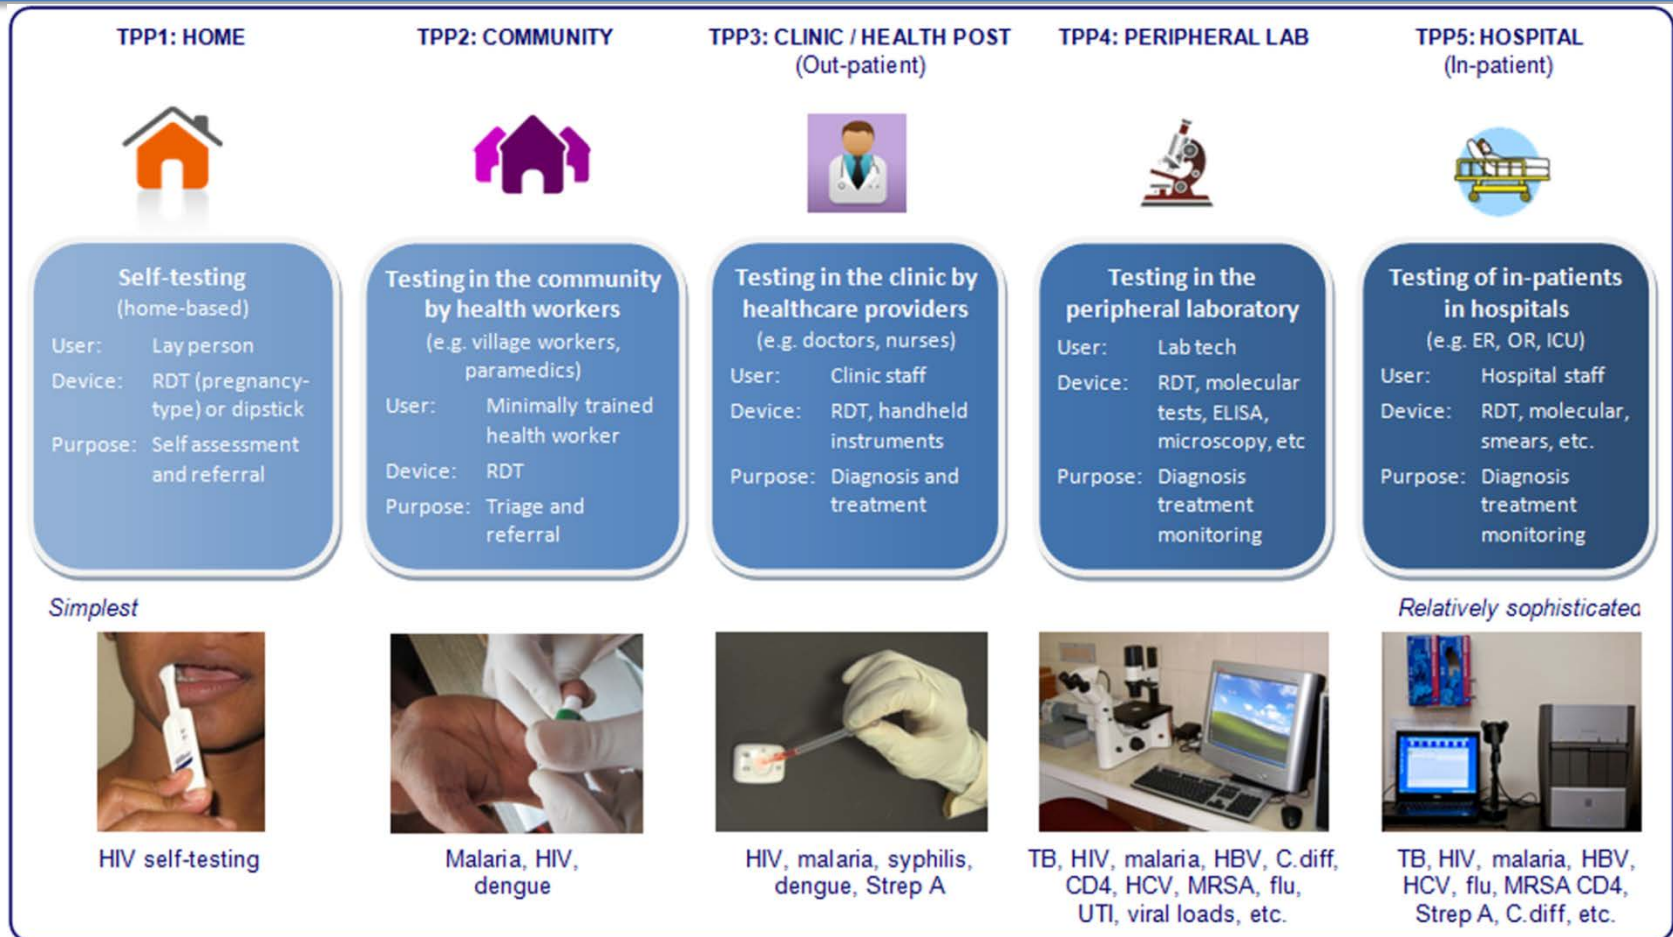 TPP1: HOME
TPP2: COMMUNITY
TPP3: CLINIC / HEALTH POST
(Out-patient)
TPP4: PERIPHERAL LAB
TPP5: HOSPITAL
(In-patient)
Self-testing
(home-based)
User: Lay person
Device: RDT (pregnancy-
type) or dipstick
Purpose: Self assessment
and referral
Testing in the community
by health workers
(e.g. village workers,
paramedics)
User: Minimally trained
health worker
Device: RDT
Purpose: Triage and
referral
Testing in the clinic by
healthcare providers
(e.g. doctors, nurses)
User: Clinic staff
Device: RDT, handheld
instruments
Purpose: Diagnosis and
treatment
Testing in the
peripheral laboratory
User: Lab tech
Device: RDT, molecular
tests, ELISA,
microscopy, etc
Purpose: Diagnosis
treatment
monitoring
Testing of in-patients
in hospitals
(e.g. ER, OR, ICU)
User: Hospital staff
Device: RDT, molecular,
smears, etc.
Purpose: Diagnosis
treatment
monitoring
Simplest
Relatively sophisticated
HIV self-testing
Malaria, HIV,
dengue
HIV, malaria, syphilis,
dengue, Strep A
TB, HIV, malaria, HBV, C.diff,
CD4, HCV, MRSA, flu,
UTI, viral loads, etc.
TB, HIV, malaria, HBV,
HCV, flu, MRSA CD4,
Strep A, C.diff, etc.